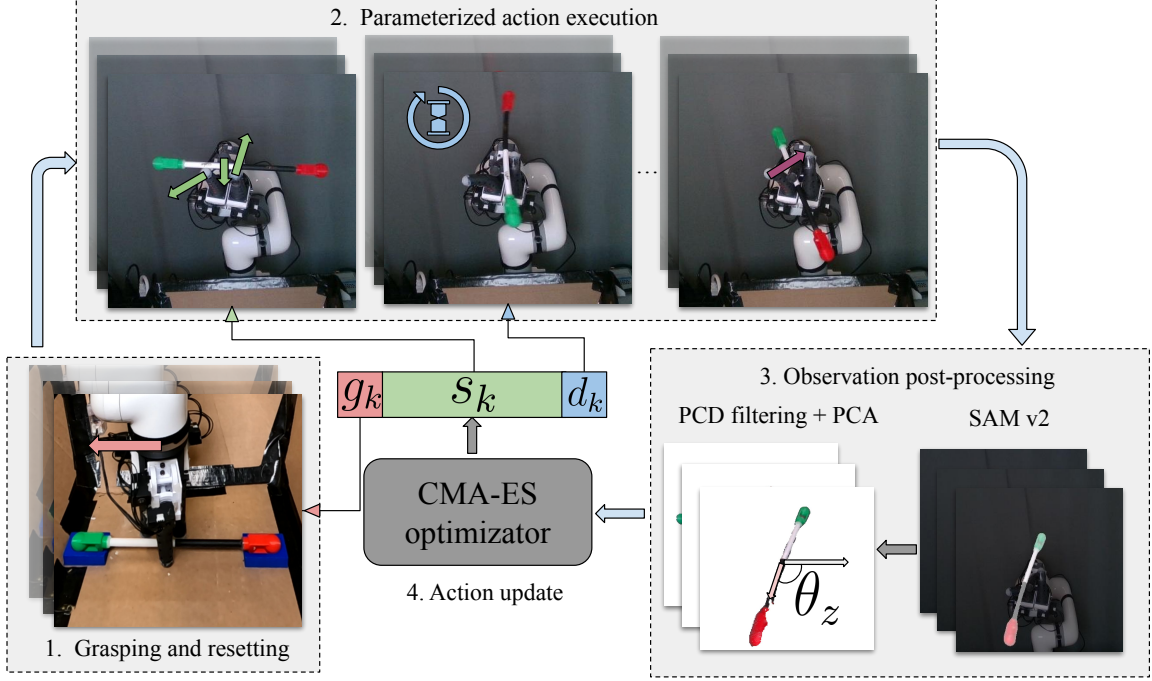 2. Parameterized action execution
...
g_k s_k d_k
3. Observation post-processing
PCD filtering + PCA
SAM v2
CMA-ES
optimizator
θ_z
4. Action update
1. Grasping and resetting